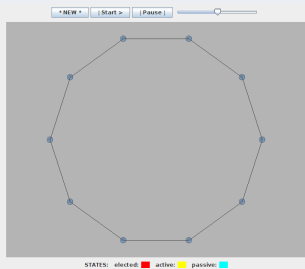 * NEW * | Start > | Pause |
STATES: elected: active: passive: